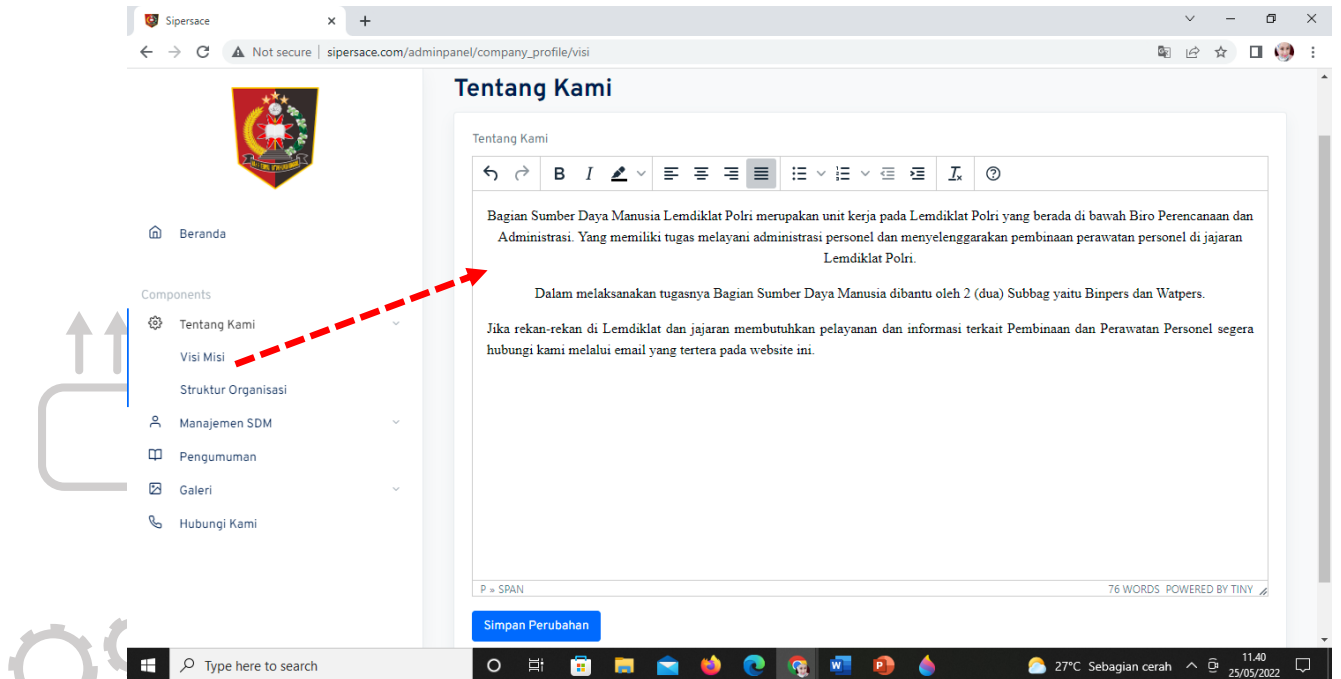 Sipersace
Not secure | sipersace.com/adminpanel/company_profile/visi
Beranda
Components
Tentang Kami
Visi Misi
Struktur Organisasi
Manajemen SDM
Pengumuman
Galeri
Hubungi Kami
Tentang Kami
Tentang Kami
Bagian Sumber Daya Manusia Lemdiklat Polri merupakan unit kerja pada Lemdiklat Polri yang berada di bawah Biro Perencanaan dan
Administrasi. Yang memiliki tugas melayani administrasi personel dan menyelenggarakan pembinaan perawatan personel di jajaran
Lemdiklat Polri.
Dalam melaksanakan tugasnya Bagian Sumber Daya Manusia dibantu oleh 2 (dua) Subbag yaitu Binpers dan Watpers.
Jika rekan-rekan di Lemdiklat dan jajaran membutuhkan pelayanan dan informasi terkait Pembinaan dan Perawatan Personel segera
hubungi kami melalui email yang tertera pada website ini.
P » SPAN
76 WORDS POWERED BY TINY
Simpan Perubahan
Type here to search
27°C Sebagian cerah
11.40
25/05/2022